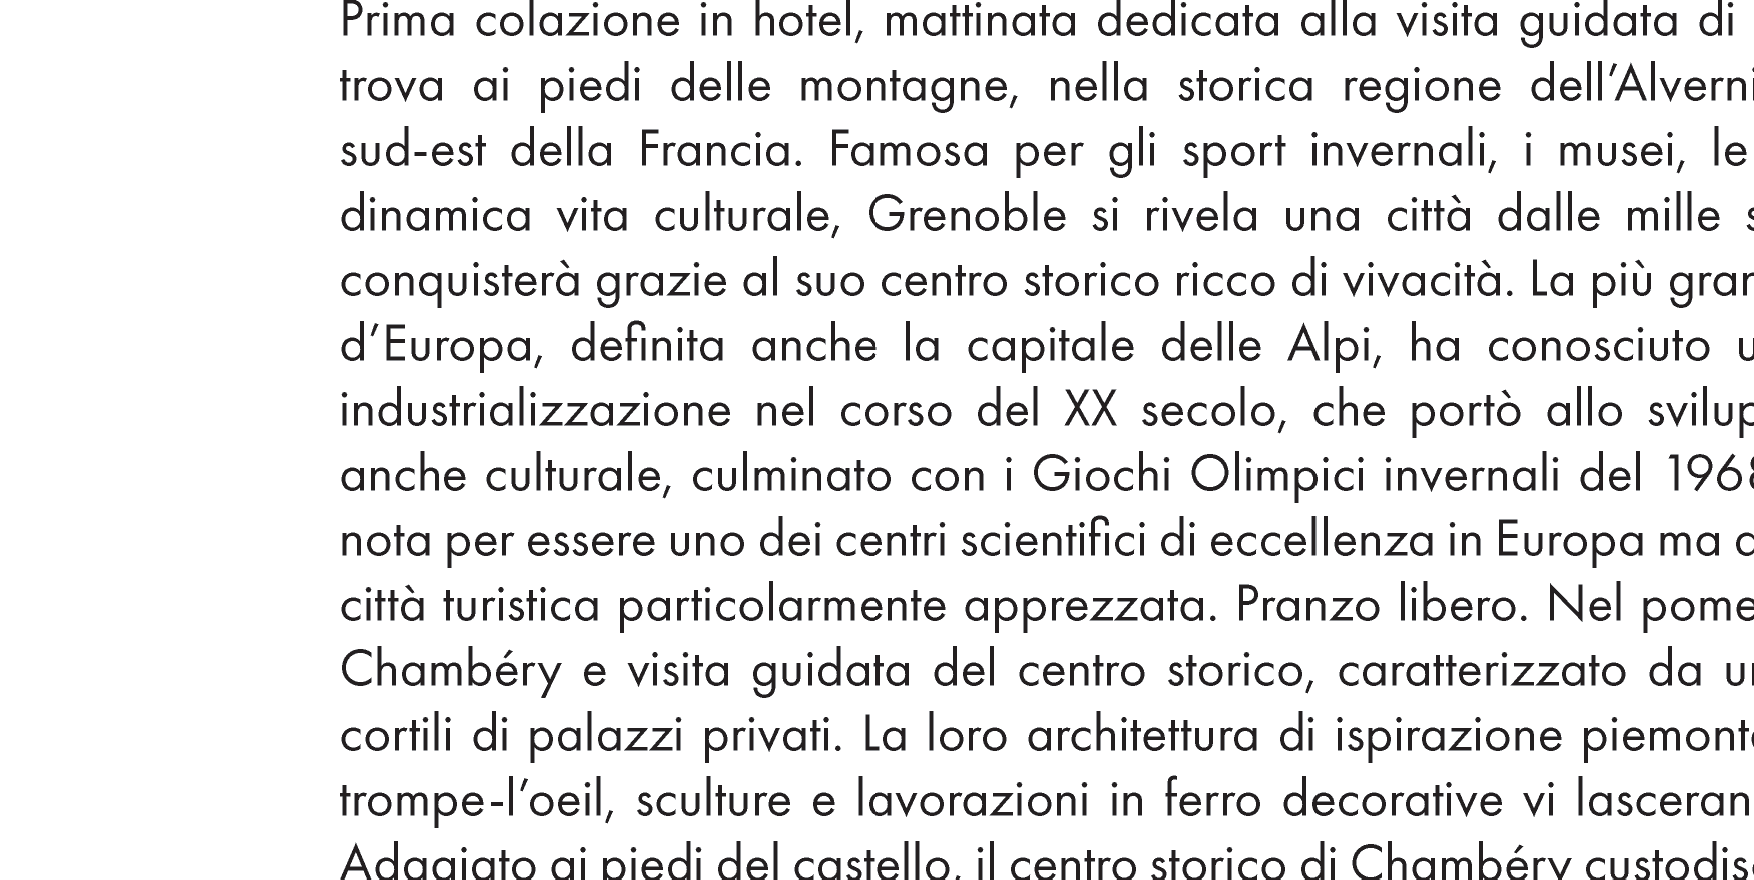 Prima colazione in hotel, mattinata dedicata alla visita guidata di
trova ai piedi delle montagne, nella storica regione dell’Alverni
sud-est della Francia. Famosa per gli sport invernali, i musei, le
dinamica vita culturale, Grenoble si rivela una città dalle mille
conquisterà grazie al suo centro storico ricco di vivacità. La più gran
d’Europa, definita anche la capitale delle Alpi, ha conosciuto
industrializzazione nel corso del XX secolo, che portò allo svilup
anche culturale, culminato con i Giochi Olimpici invernali del 1968
nota per essere uno dei centri scientifici di eccellenza in Europa ma
città turistica particolarmente apprezzata. Pranzo libero. Nel pome
Chambéry e visita guidata del centro storico, caratterizzato da
cortili di palazzi privati. La loro architettura di ispirazione piemont
trompe-l’oeil, sculture e lavorazioni in ferro decorative vi lasceran
Adagiato ai piedi del castello, il centro storico di Chambéry custodis